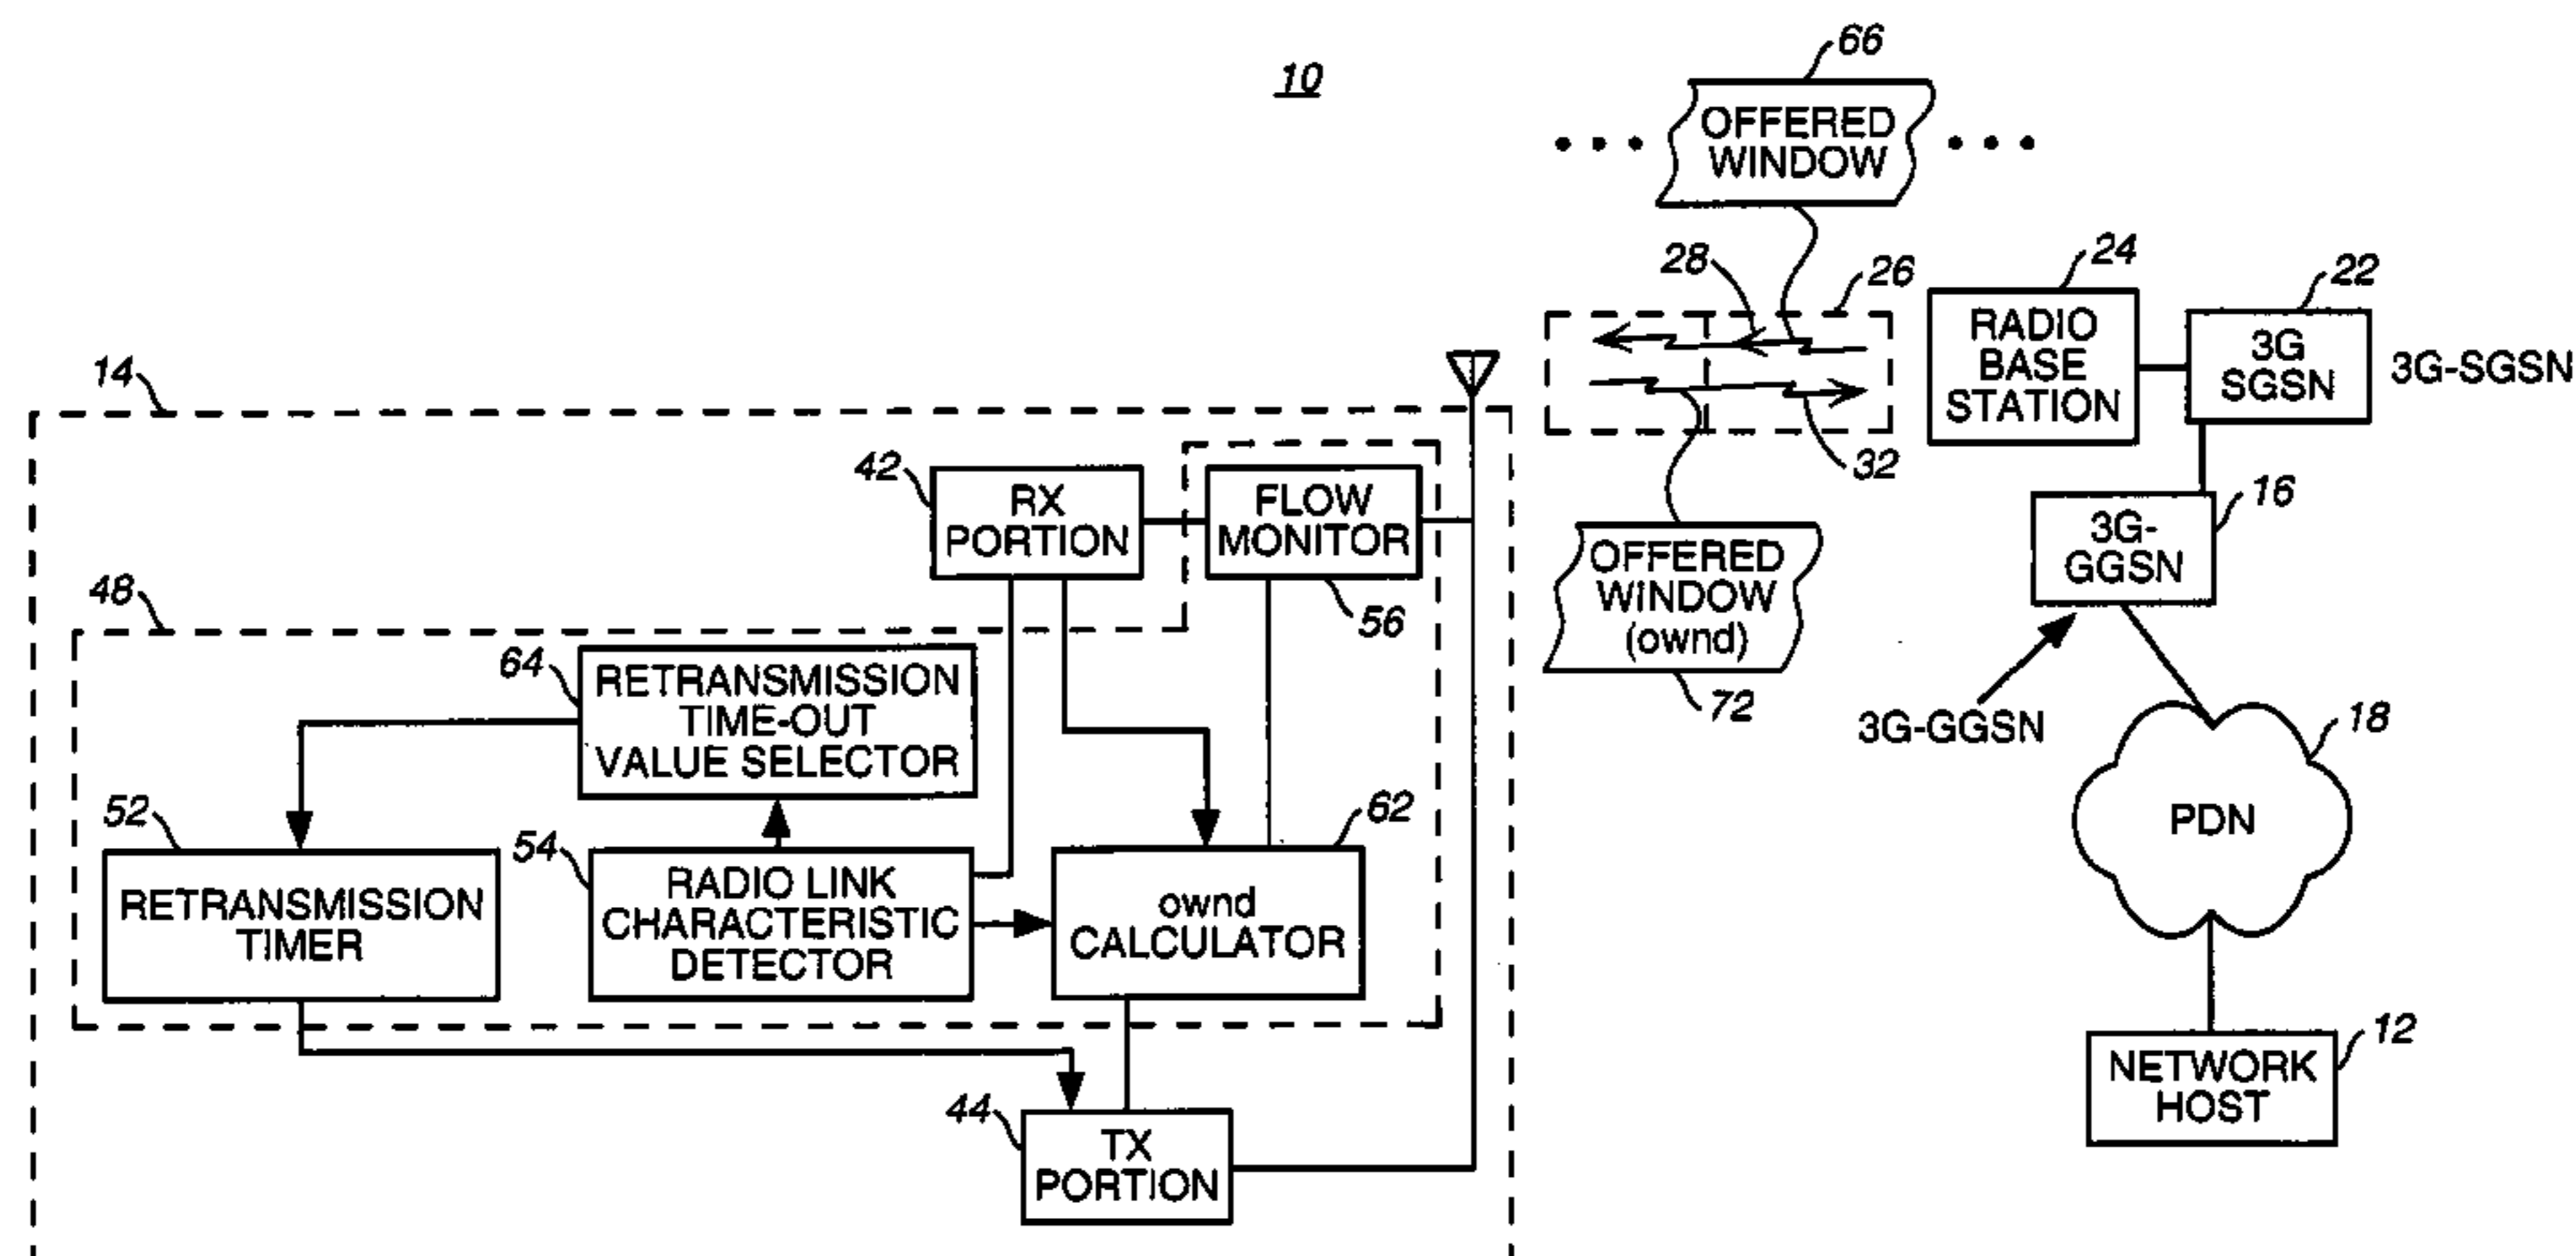 10
66
OFFERED
WINDOW
28
26
24
22
RADIO
BASE
STATION
3G
SGSN
3G-SGSN
14
42
RX
PORTION
FLOW
MONITOR
56
32
16
3G-
GGSN
OFFERED
WINDOW
(ownd)
72
3G-GGSN
18
PDN
48
64
RETRANSMISSION
TIME-OUT
VALUE SELECTOR
52
RETRANSMISSION
TIMER
54
RADIO LINK
CHARACTERISTIC
DETECTOR
62
ownd
CALCULATOR
12
NETWORK
HOST
44
TX
PORTION